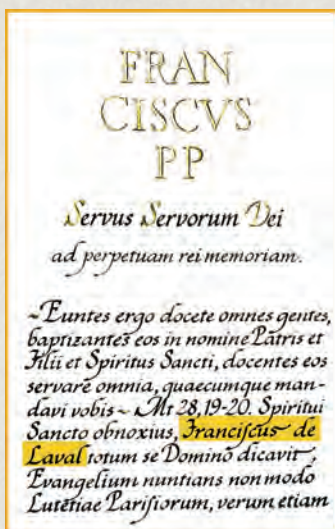 FRAN
CISCVS
PP
Servus Servorum Dei
ad perpetuam rei memoriam.
~Euntes ergo docete omnes gentes,
baptizantes eos in nomine Patris et
Filii et Spiritus Sancti, docentes eos
servare omnia, quaecumque man-
davi vobis~ Mt 28,19-20. Spiritui
Sancto obnoxius, Franciscus de
Laval totum se Domino dicavit,
Evangelium nuntians non modo
Lutetiae Parisiorum, verum etiam